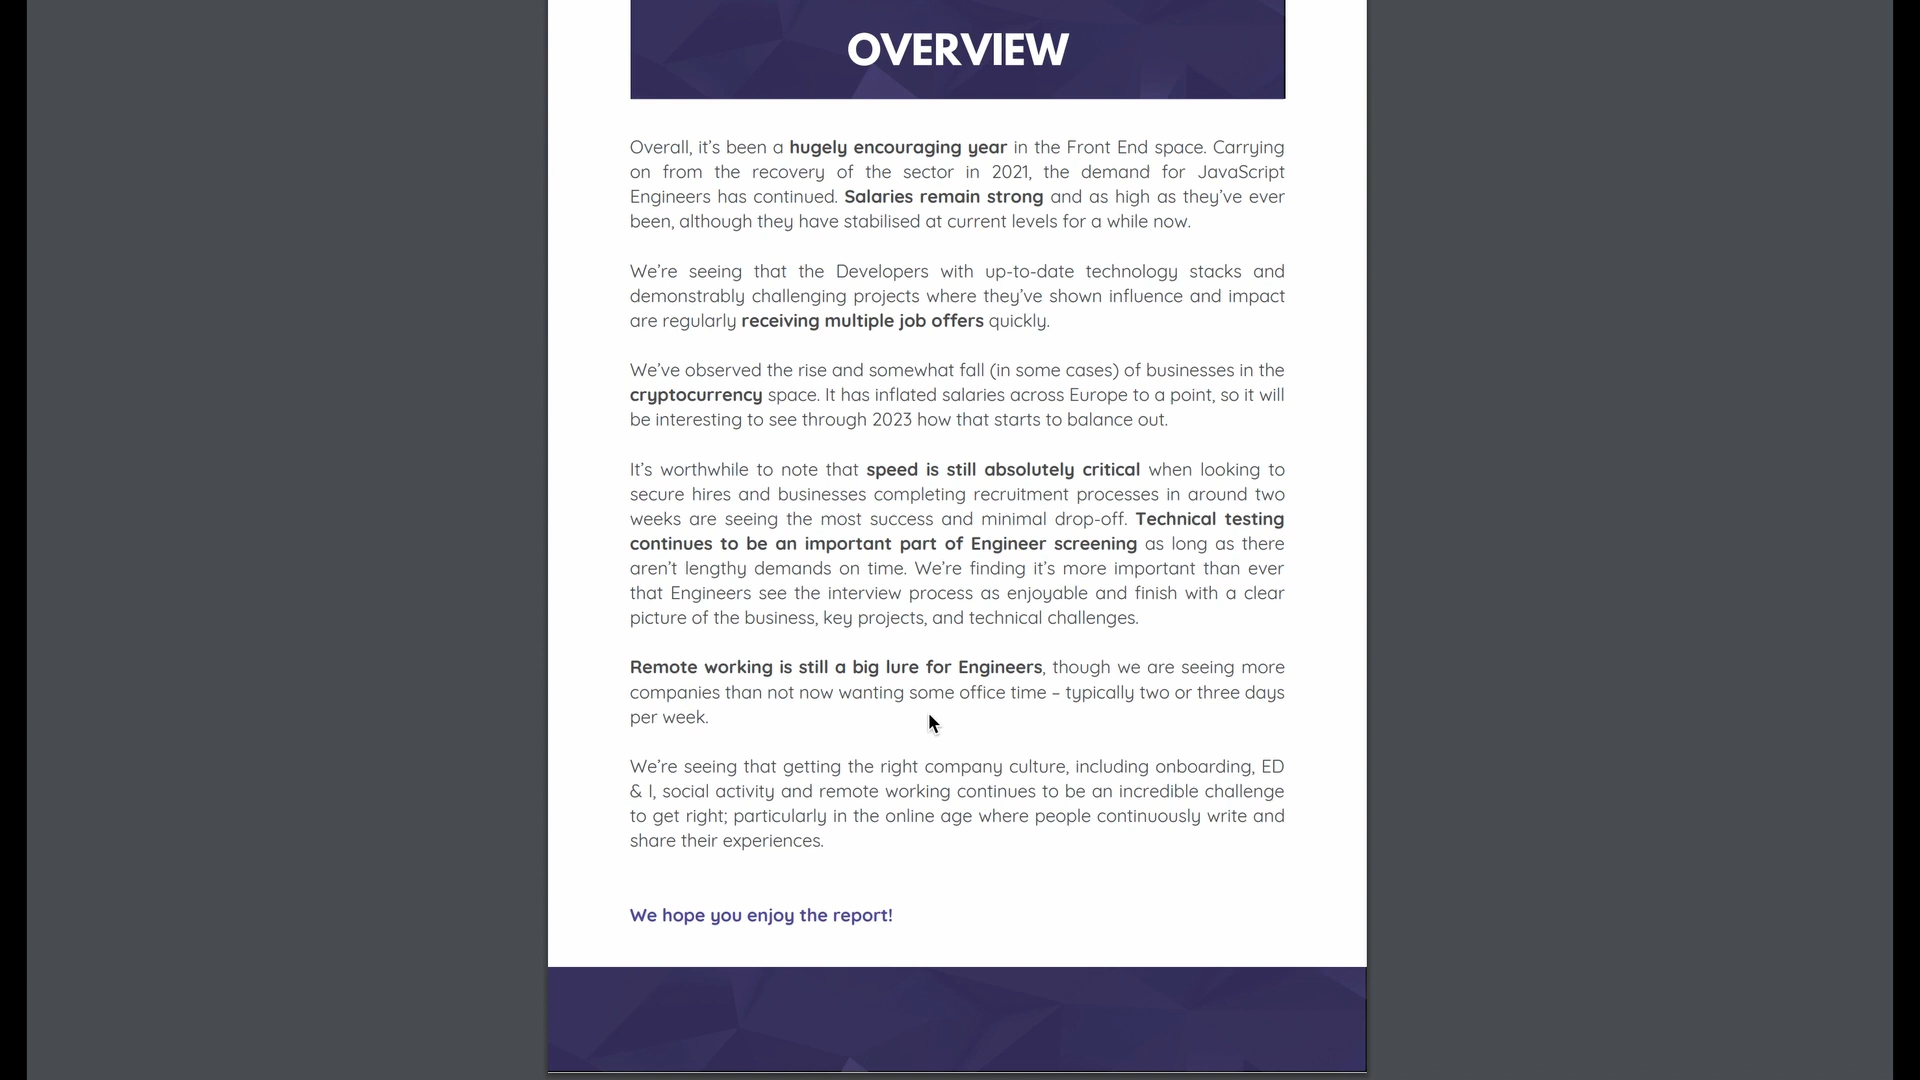 OVERVIEW
Overall, it's been a hugely encouraging year in the Front End space. Carrying
on from the recovery of the sector in 2021, the demand for JavaScript
Engineers has continued. Salaries remain strong and as high as they've ever
been, although they have stabilised at current levels for a while now.
We're seeing that the Developers with up-to-date technology stacks and
demonstrably challenging projects where they've shown influence and impact
are regularly receiving multiple job offers quickly.
We've observed the rise and somewhat fall (in some cases) of businesses in the
cryptocurrency space. It has inflated salaries across Europe to a point, so it will
be interesting to see through 2023 how that starts to balance out.
It's worthwhile to note that speed is still absolutely critical when looking to
secure hires and businesses completing recruitment processes in around two
weeks are seeing the most success and minimal drop-off. Technical testing
continues to be an important part of Engineer screening as long as there
aren't lengthy demands on time. We're finding it's more important than ever
that Engineers see the interview process as enjoyable and finish with a clear
picture of the business, key projects, and technical challenges.
Remote working is still a big lure for Engineers, though we are seeing more
companies than not now wanting some office time – typically two or three days
per week.
We're seeing that getting the right company culture, including onboarding, ED
& I, social activity and remote working continues to be an incredible challenge
to get right; particularly in the online age where people continuously write and
share their experiences.
We hope you enjoy the report!